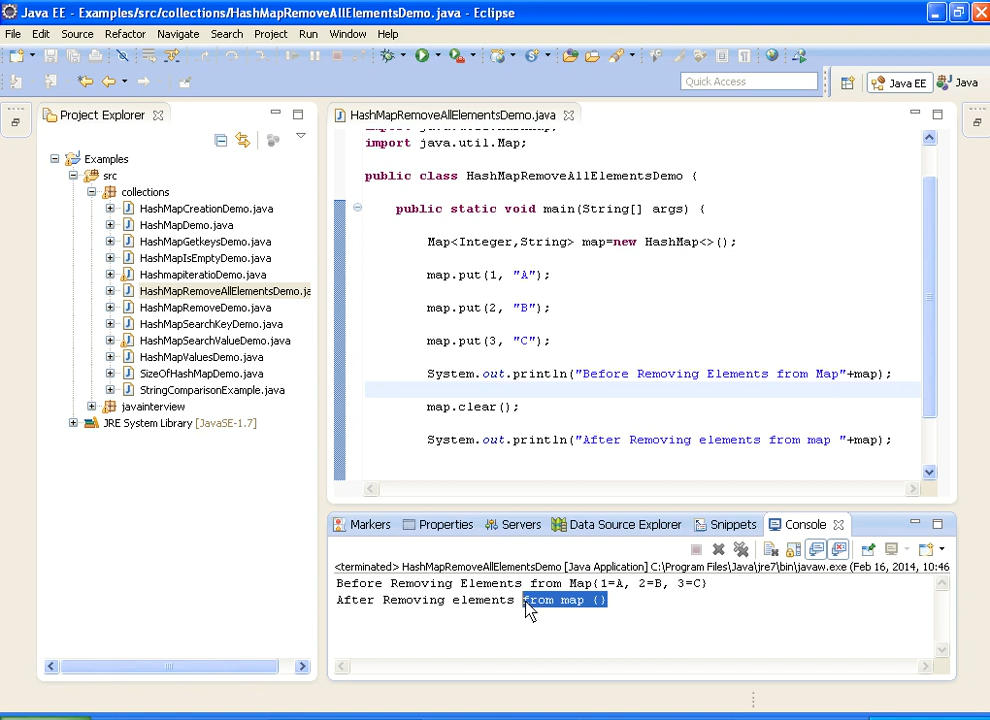 Java EE - Examples/src/collections/HashMapRemoveAllElementsDemo.java - Eclipse
File Edit Source Refactor Navigate Search Project Run Window Help
Quick Access
Java EE
Java
Project Explorer
Examples
src
collections
HashMapCreationDemo.java
HashMapDemo.java
HashMapGetkeysDemo.java
HashMapIsEmptyDemo.java
HashmapiteratioDemo.java
HashMapRemoveAllElementsDemo.ja
HashMapRemoveDemo.java
HashMapSearchKeyDemo.java
HashMapSearchValueDemo.java
HashMapValuesDemo.java
SizeOfHashMapDemo.java
StringComparisonExample.java
javainterview
JRE System Library [JavaSE-1.7]
HashMapRemoveAllElementsDemo.java
import java.util.HashMap;
import java.util.Map;
public class HashMapRemoveAllElementsDemo {
public static void main(String[] args) {
Map<Integer,String> map=new HashMap<>();
map.put(1, "A");
map.put(2, "B");
map.put(3, "C");
System.out.println("Before Removing Elements from Map"+map);
map.clear();
System.out.println("After Removing elements from map "+map);
Markers Properties Servers Data Source Explorer Snippets Console
<terminated> HashMapRemoveAllElementsDemo [Java Application] C:\Program Files\Java\jre7\bin\javaw.exe (Feb 16, 2014, 10:46
Before Removing Elements from Map{1=A, 2=B, 3=C}
After Removing elements from map {}